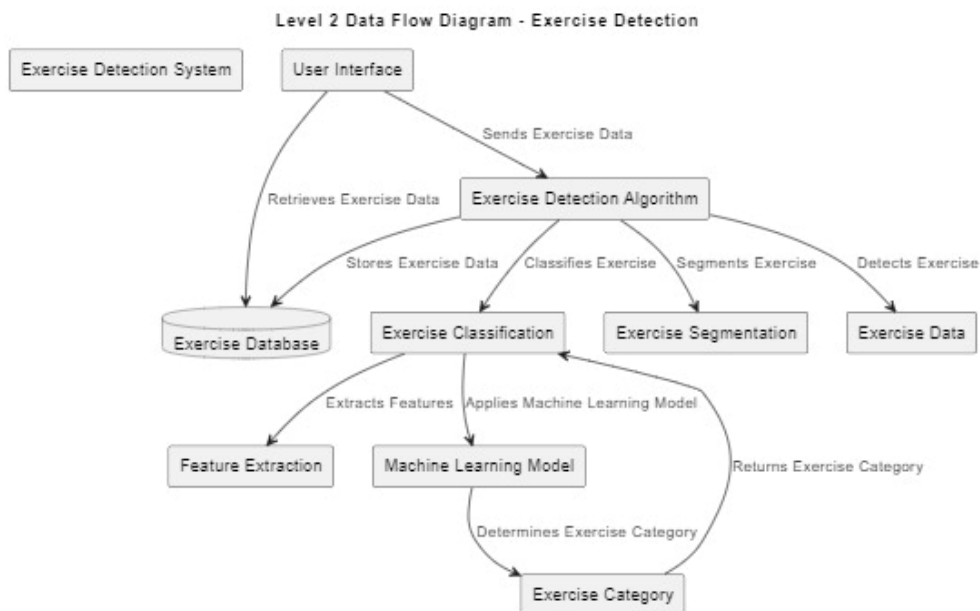 Level 2 Data Flow Diagram - Exercise Detection
Exercise Detection System
User Interface
Sends Exercise Data
Retrieves Exercise Data
Exercise Detection Algorithm
Stores Exercise Data
Classifies Exercise
Segments Exercise
Detects Exercise
Exercise Database
Exercise Classification
Exercise Segmentation
Exercise Data
Extracts Features
Applies Machine Learning Model
Feature Extraction
Machine Learning Model
Returns Exercise Category
Determines Exercise Category
Exercise Category